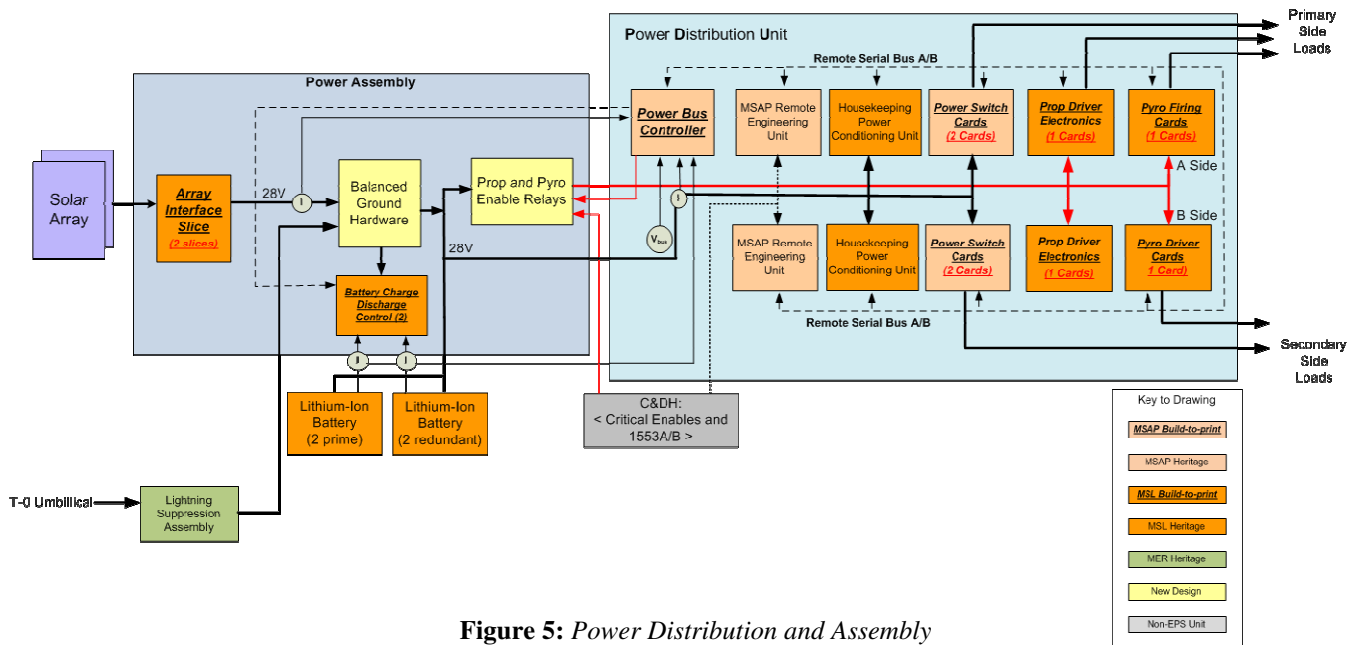 Primary
Side
Loads
Power Distribution Unit
Remote Serial Bus A/B
Power Assembly
Power Bus
Controller
MSAP Remote
Engineering
Unit
Housekeeping
Power
Conditioning Unit
Power Switch
Cards
(2 Cards)
Prop Driver
Electronics
(1 Cards)
Pyro Firing
Cards
(1 Cards)
Solar
Array
Array
Interface
Slice
(2 slices)
28V
I
Balanced
Ground
Hardware
Prop and Pyro
Enable Relays
A Side
I
B Side
Vbus
28V
MSAP Remote
Engineering
Unit
Housekeeping
Power
Conditioning Unit
Power Switch
Cards
(2 Cards)
Prop Driver
Electronics
(1 Cards)
Pyro Driver
Cards
1 Card)
Battery Charge
Discharge
Control (2)
Remote Serial Bus A/B
Secondary
Side
Loads
I
Lithium-Ion
Battery
(2 prime)
Lithium-Ion
Battery
(2 redundant)
C&DH:
< Critical Enables and
1553A/B >
T-0 Umbillical
Lightning
Suppression
Assembly
Key to Drawing
MSAP Build-to-print
MSAP Heritage
MSL Build-to-print
MSL Heritage
MER Heritage
New Design
Non-EPS Unit
Figure 5: Power Distribution and Assembly